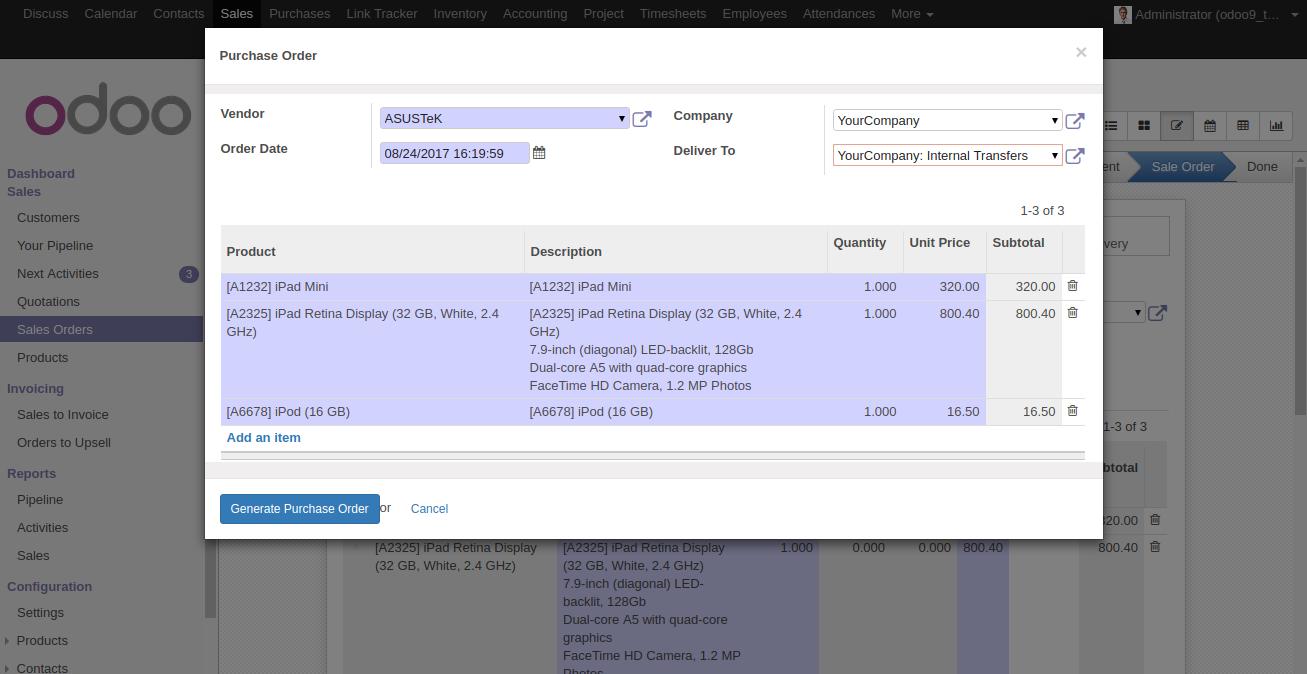 Discuss Calendar Contacts Sales Purchases Link Tracker Inventory Accounting Project Timesheets Employees Attendances More Administrator (odoo9_t...
Purchase Order ×
odoo
Vendor ASUSTeK Company YourCompany
Order Date 08/24/2017 16:19:59 Deliver To YourCompany: Internal Transfers
1-3 of 3
Product Description Quantity Unit Price Subtotal
[A1232] iPad Mini [A1232] iPad Mini 1.000 320.00 320.00
[A2325] iPad Retina Display (32 GB, White, 2.4 [A2325] iPad Retina Display (32 GB, White, 2.4 1.000 800.40 800.40
GHz) GHz)
7.9-inch (diagonal) LED-backlit, 128Gb
Dual-core A5 with quad-core graphics
FaceTime HD Camera, 1.2 MP Photos
[A6678] iPod (16 GB) [A6678] iPod (16 GB) 1.000 16.50 16.50
Add an item
Generate Purchase Order or Cancel
Dashboard
Sales
Customers
Your Pipeline
Next Activities 3
Quotations
Sales Orders
Products
Invoicing
Sales to Invoice
Orders to Upsell
Reports
Pipeline
Activities
Sales
Configuration
Settings
Products
Contacts
ent Sale Order Done
very
1-3 of 3
btotal
320.00
[A2325] iPad Retina Display [A2325] iPad Retina Display 1.000 0.000 0.000 800.40 800.40
(32 GB, White, 2.4 GHz) (32 GB, White, 2.4 GHz)
7.9-inch (diagonal) LED-
backlit, 128Gb
Dual-core A5 with quad-core
graphics
FaceTime HD Camera, 1.2 MP
Photos